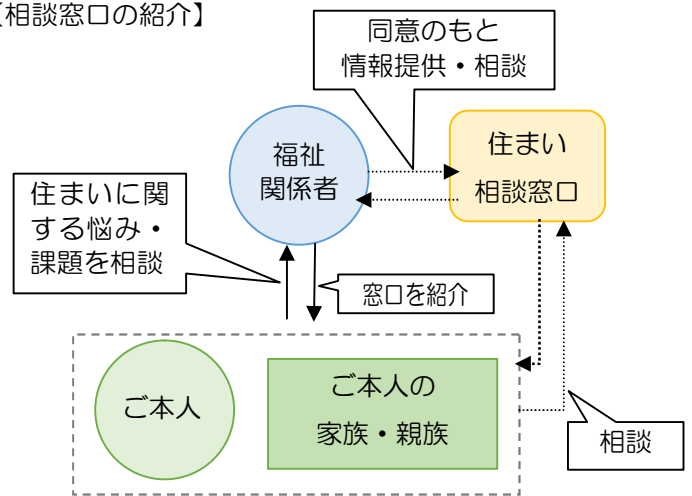 【相談窓口の紹介】
同意のもと
情報提供・相談
福祉
関係者
住まい
相談窓口
住まいに関
する悩み・
課題を相談
窓口を紹介
ご本人
ご本人の
家族・親族
相談